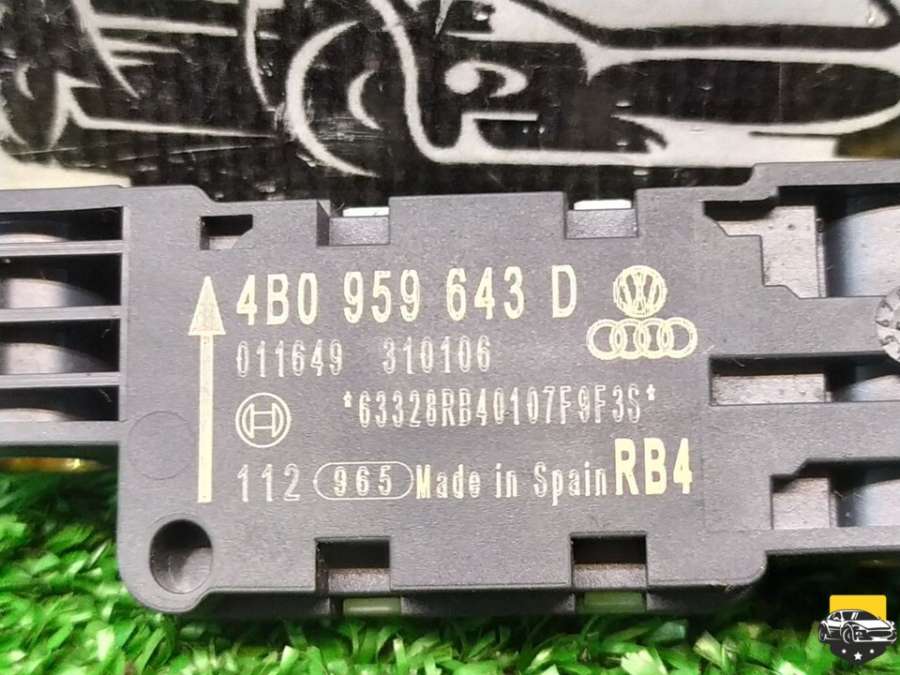 4B0 959 643 D
011649 310106
*63328RB40107F9F3S*
112 965 Made in Spain RB4